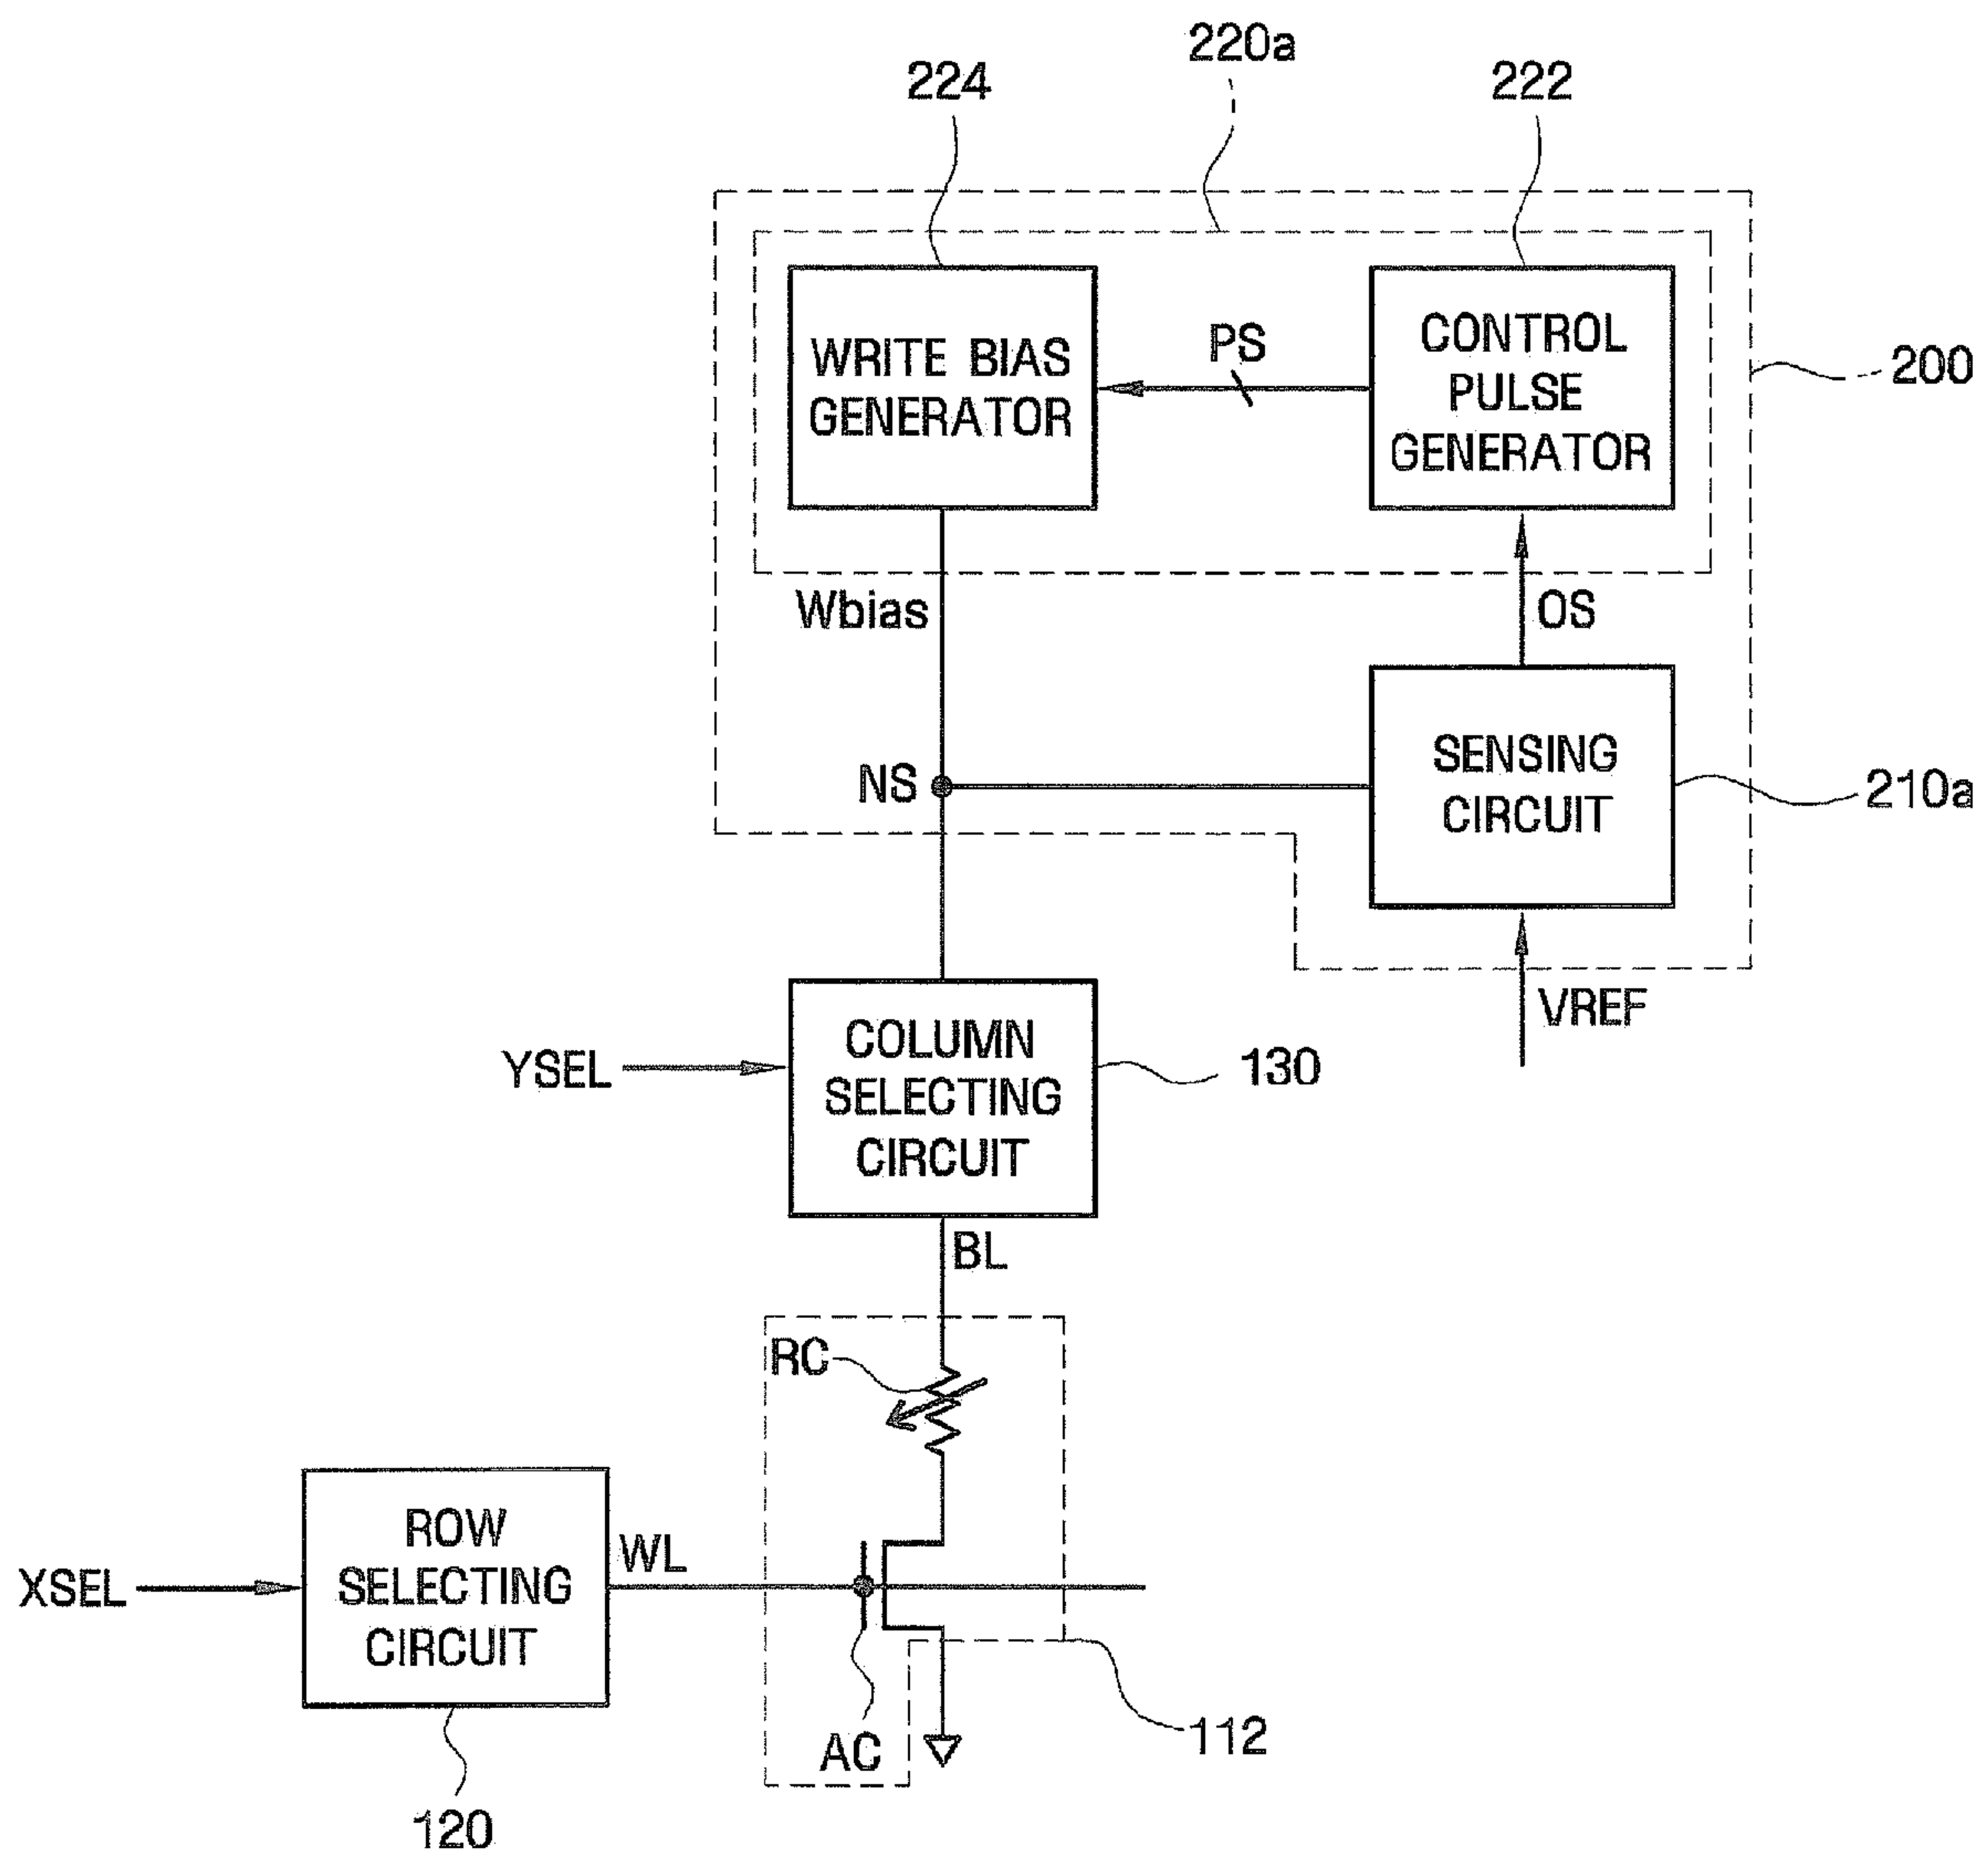 220a
224
222
WRITE BIAS
GENERATOR
PS
CONTROL
PULSE
GENERATOR
200
Wbias
OS
NS
SENSING
CIRCUIT
210a
VREF
YSEL
COLUMN
SELECTING
CIRCUIT
130
BL
RC
XSEL
ROW
SELECTING
CIRCUIT
WL
AC
112
120